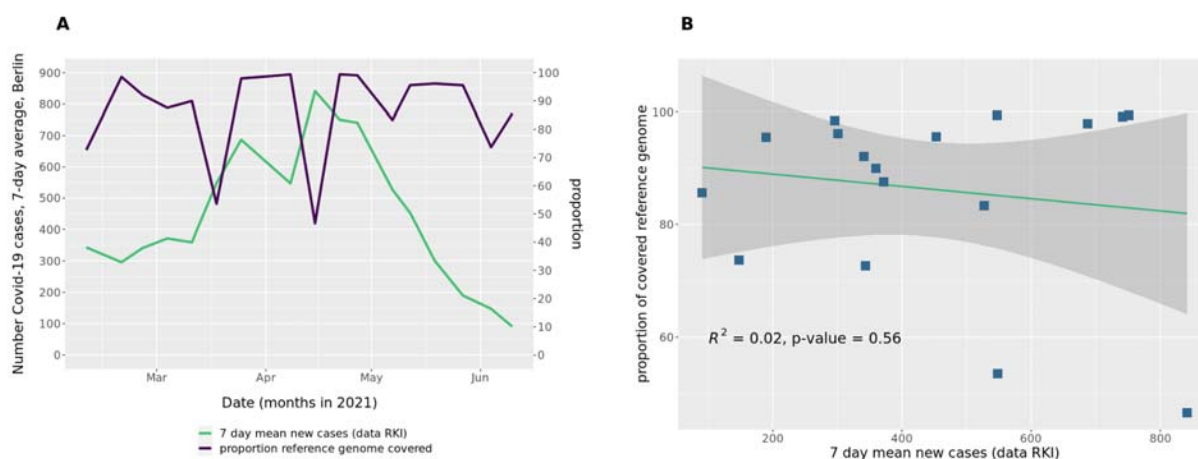 A
Number Covid-19 cases, 7-day average, Berlin
900
800
700
600
500
400
300
200
100
0
100
90
80
70
60
50
40
30
20
10
0
proportion
Mar
Apr
May
Jun
Date (months in 2021)
7 day mean new cases (data RKI)
proportion reference genome covered
B
proportion of covered reference genome
100
80
60
R² = 0.02, p-value = 0.56
200
400
600
800
7 day mean new cases (data RKI)